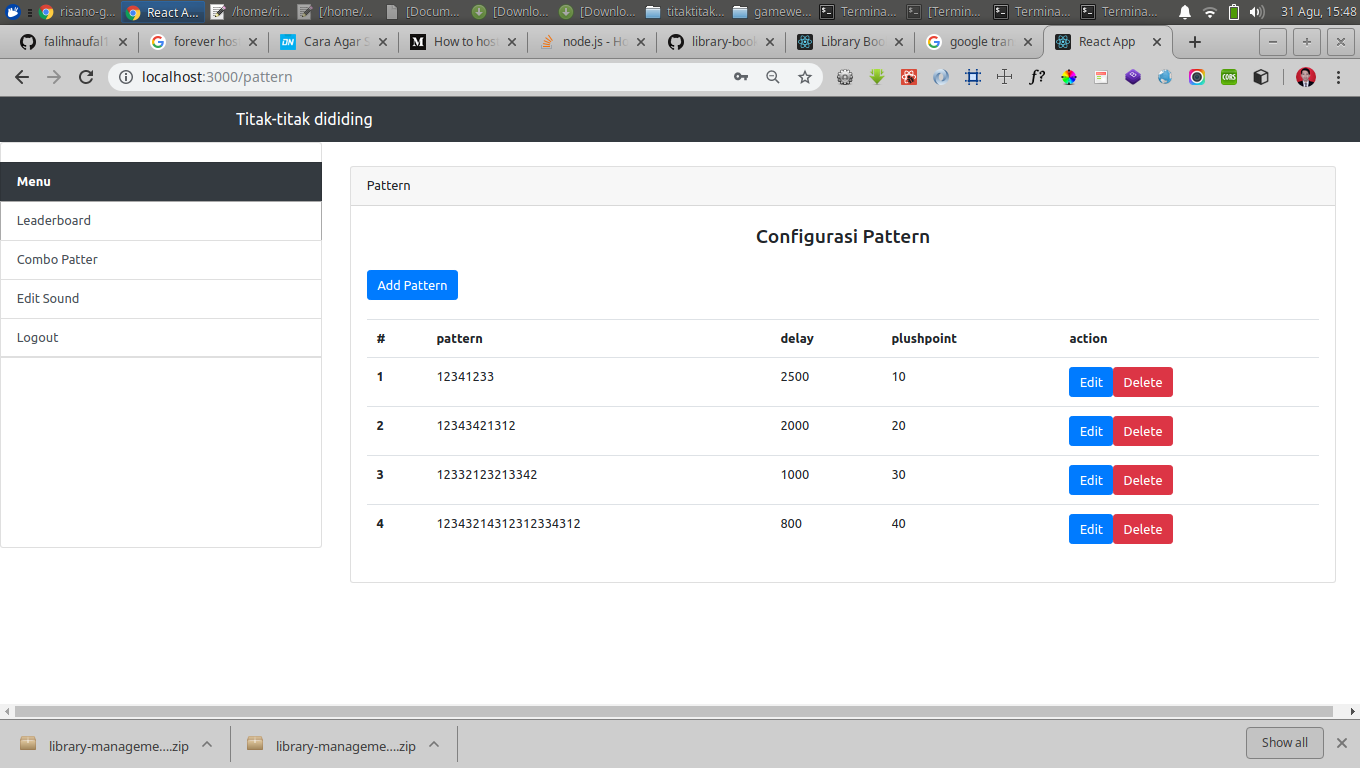 risano-g... React A... /home/ri... [/home/... [Docum... [Downlo... [Downlo... titaktitak... gamewe... Termina... [Termin... Termina... Termina... 31 Agu, 15:48
falihnaufal1 forever hos Cara Agar S How to host node.js - Ho library-book Library Boo google tran React App
localhost:3000/pattern
Titak-titak dididing
Menu
Leaderboard
Combo Patter
Edit Sound
Logout
Pattern
Configurasi Pattern
Add Pattern
# pattern delay plushpoint action
1 12341233 2500 10 Edit Delete
2 12343421312 2000 20 Edit Delete
3 12332123213342 1000 30 Edit Delete
4 12343214312312334312 800 40 Edit Delete
library-manageme....zip library-manageme....zip Show all